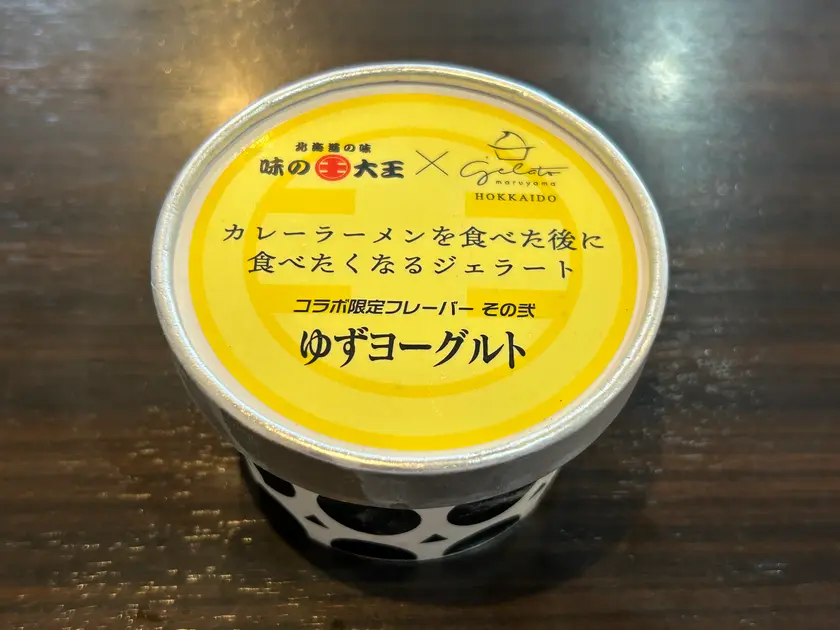 北海道の味
味の大王
×
gelato
maruyama
HOKKAIDO
カレーラーメンを食べた後に
食べたくなるジェラート
コラボ限定フレーバー その弐
ゆずヨーグルト